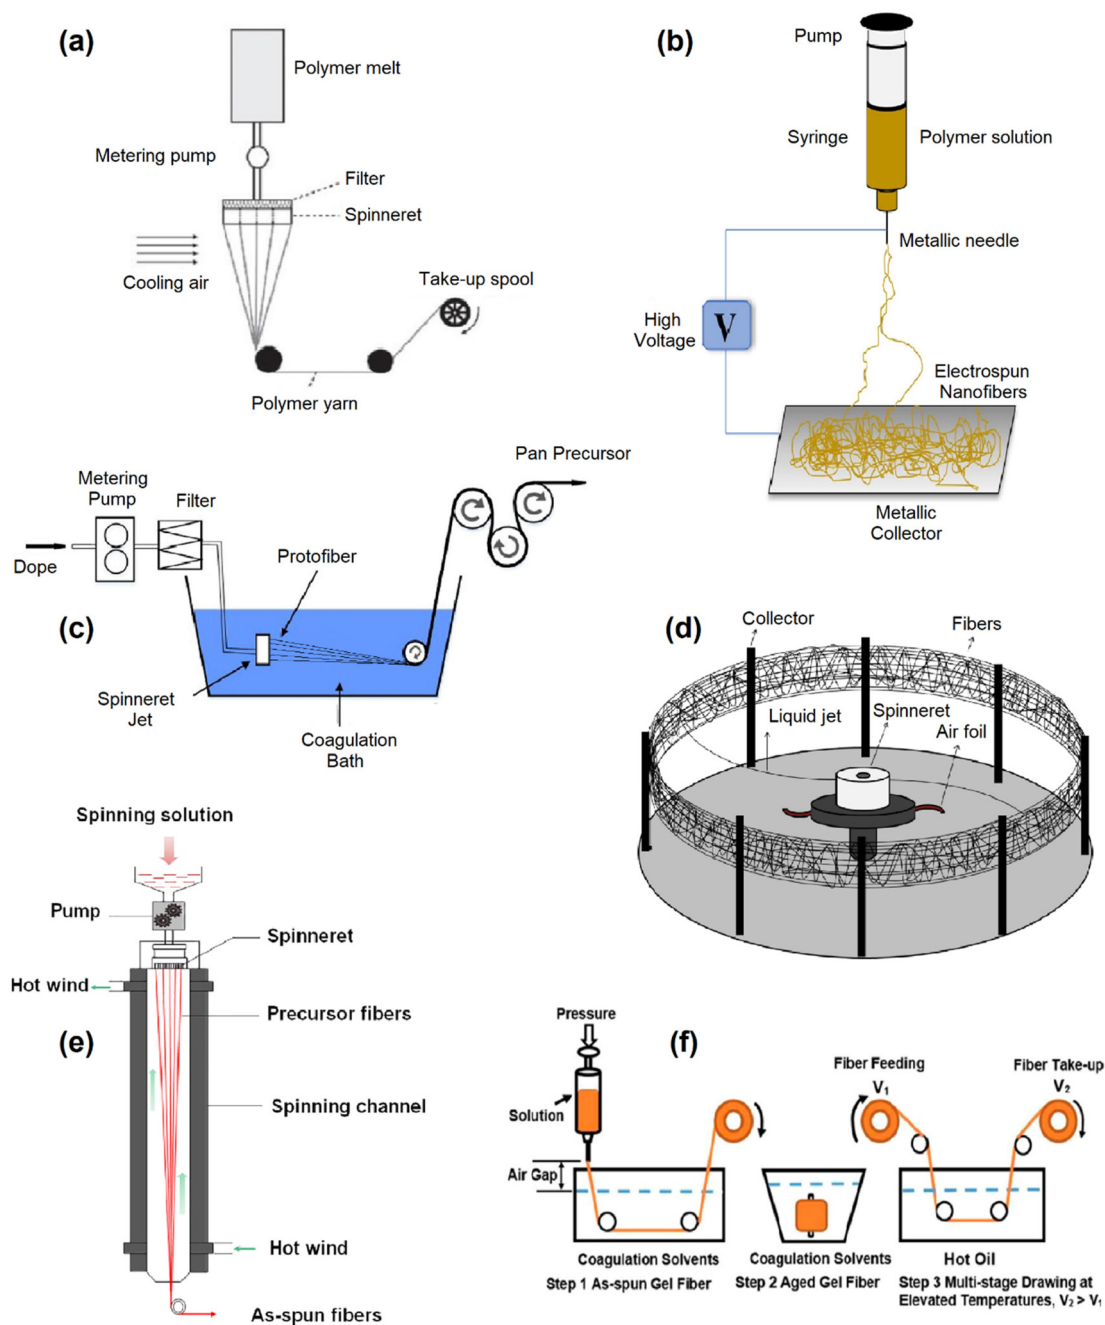 (a)
Polymer melt
Metering pump
Filter
Spinneret
Cooling air
Take-up spool
Polymer yarn
(b)
Pump
Syringe
Polymer solution
Metallic needle
High
Voltage
V
Electrospun
Nanofibers
Metallic
Collector
Metering
Pump
Filter
Dope
Protofiber
Pan Precursor
(c)
Spinneret
Jet
Coagulation
Bath
(d)
Collector
Fibers
Liquid jet
Spinneret
Air foil
Spinning solution
Pump
Spinneret
Hot wind
Precursor fibers
(e)
Spinning channel
Hot wind
As-spun fibers
(f)
Pressure
Solution
Air Gap
Coagulation Solvents
Step 1 As-spun Gel Fiber
Coagulation Solvents
Step 2 Aged Gel Fiber
Fiber Feeding
V₁
Fiber Take-up
V₂
Hot Oil
Step 3 Multi-stage Drawing at
Elevated Temperatures, V₂ > V₁